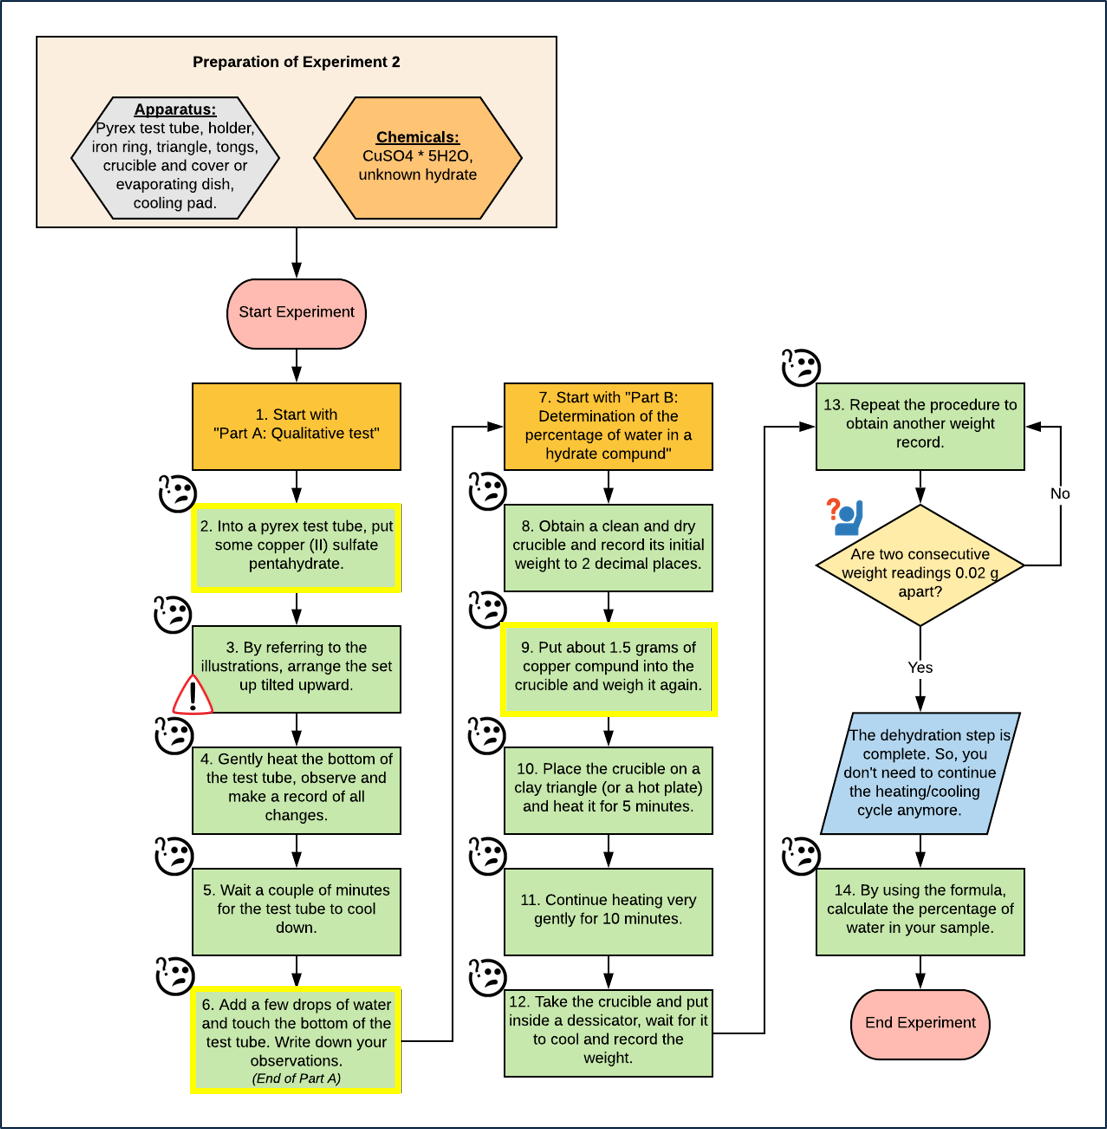 Preparation of Experiment 2
Apparatus:
Pyrex test tube, holder,
iron ring, triangle, tongs,
crucible and cover or
evaporating dish,
cooling pad.
Chemicals:
CuSO4 * 5H2O,
unknown hydrate
Start Experiment
1. Start with
"Part A: Qualitative test"
2. Into a pyrex test tube, put
some copper (II) sulfate
pentahydrate.
3. By referring to the
illustrations, arrange the set
up tilted upward.
4. Gently heat the bottom of
the test tube, observe and
make a record of all
changes.
5. Wait a couple of minutes
for the test tube to cool
down.
6. Add a few drops of water
and touch the bottom of the
test tube. Write down your
observations.
(End of Part A)
7. Start with "Part B:
Determination of the
percentage of water in a
hydrate compund"
8. Obtain a clean and dry
crucible and record its initial
weight to 2 decimal places.
9. Put about 1.5 grams of
copper compund into the
crucible and weigh it again.
10. Place the crucible on a
clay triangle (or a hot plate)
and heat it for 5 minutes.
11. Continue heating very
gently for 10 minutes.
12. Take the crucible and put
inside a dessicator, wait for it
to cool and record the
weight.
13. Repeat the procedure to
obtain another weight
record.
No
Are two consecutive
weight readings 0.02 g
apart?
Yes
The dehydration step is
complete. So, you
don't need to continue
the heating/cooling
cycle anymore.
14. By using the formula,
calculate the percentage of
water in your sample.
End Experiment